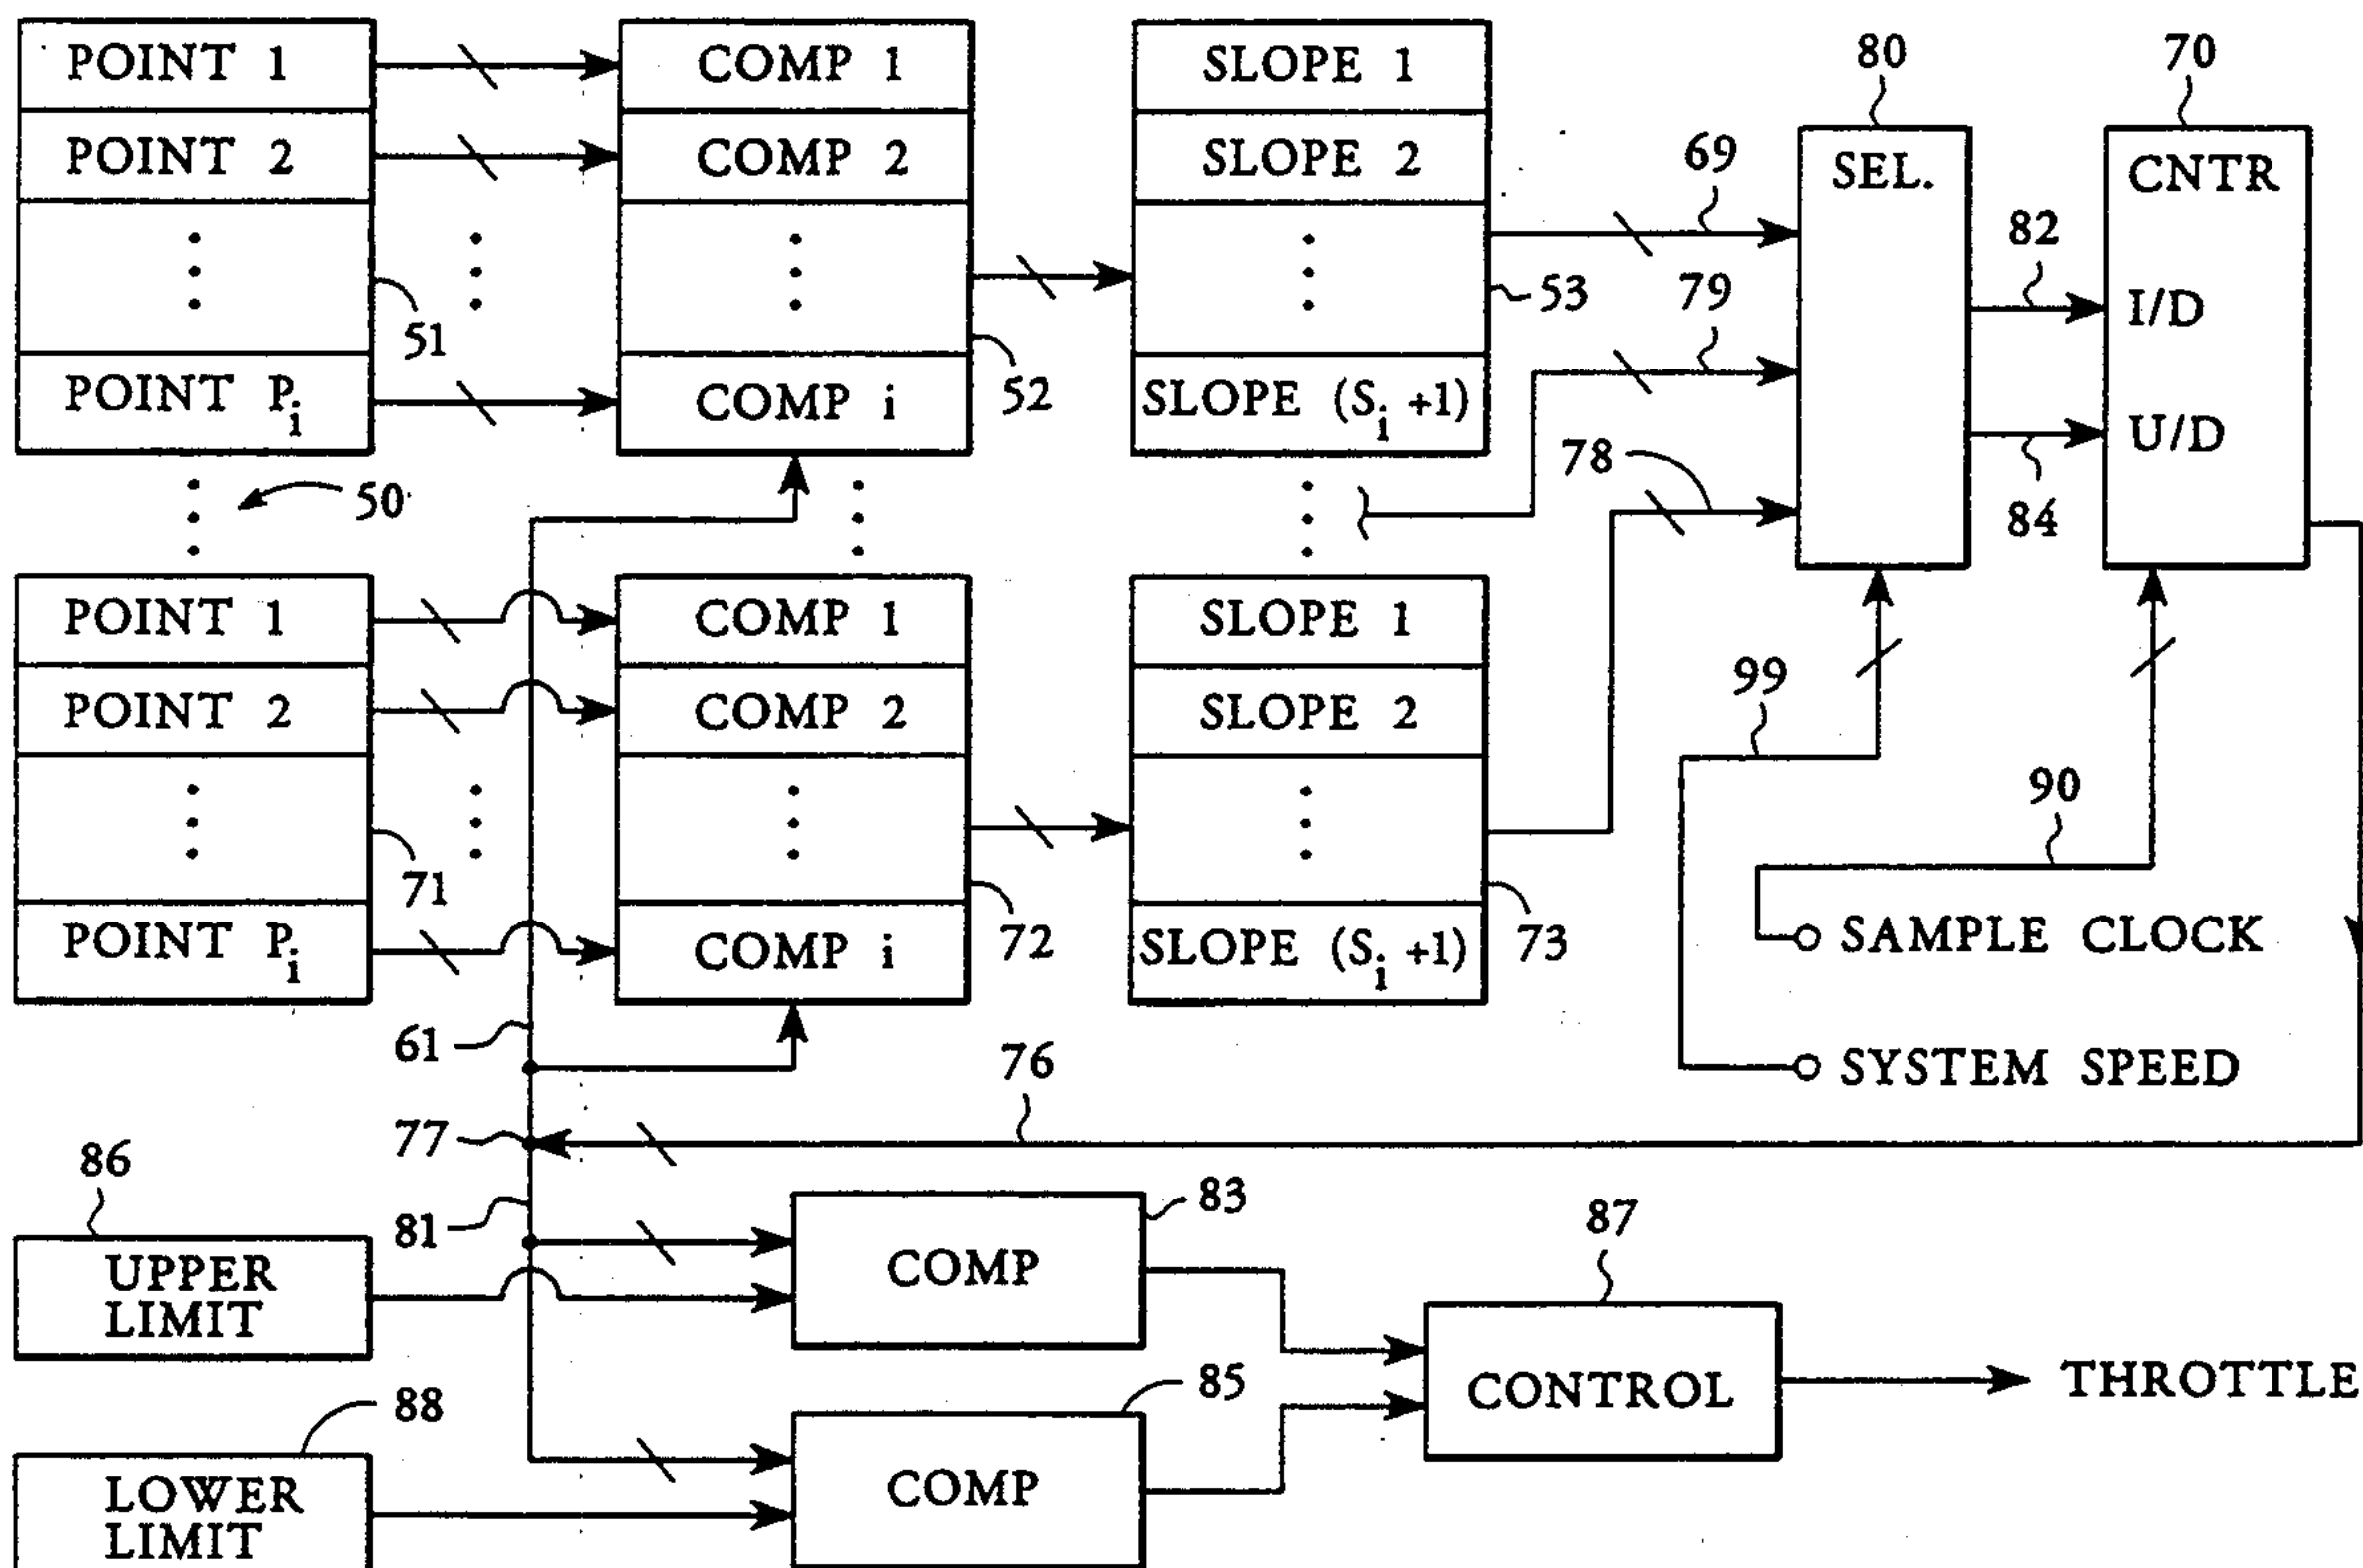 POINT 1
COMP 1
SLOPE 1
80
70
POINT 2
COMP 2
SLOPE 2
69
SEL.
CNTR
82
79
I/D
51
53
52
POINT Pi
COMP i
SLOPE (Si +1)
78
U/D
50
84
POINT 1
COMP 1
SLOPE 1
99
POINT 2
COMP 2
SLOPE 2
90
71
72
73
POINT Pi
COMP i
SLOPE (Si +1)
SAMPLE CLOCK
61
76
SYSTEM SPEED
77
86
81
83
87
UPPER
LIMIT
COMP
88
85
CONTROL
THROTTLE
LOWER
LIMIT
COMP